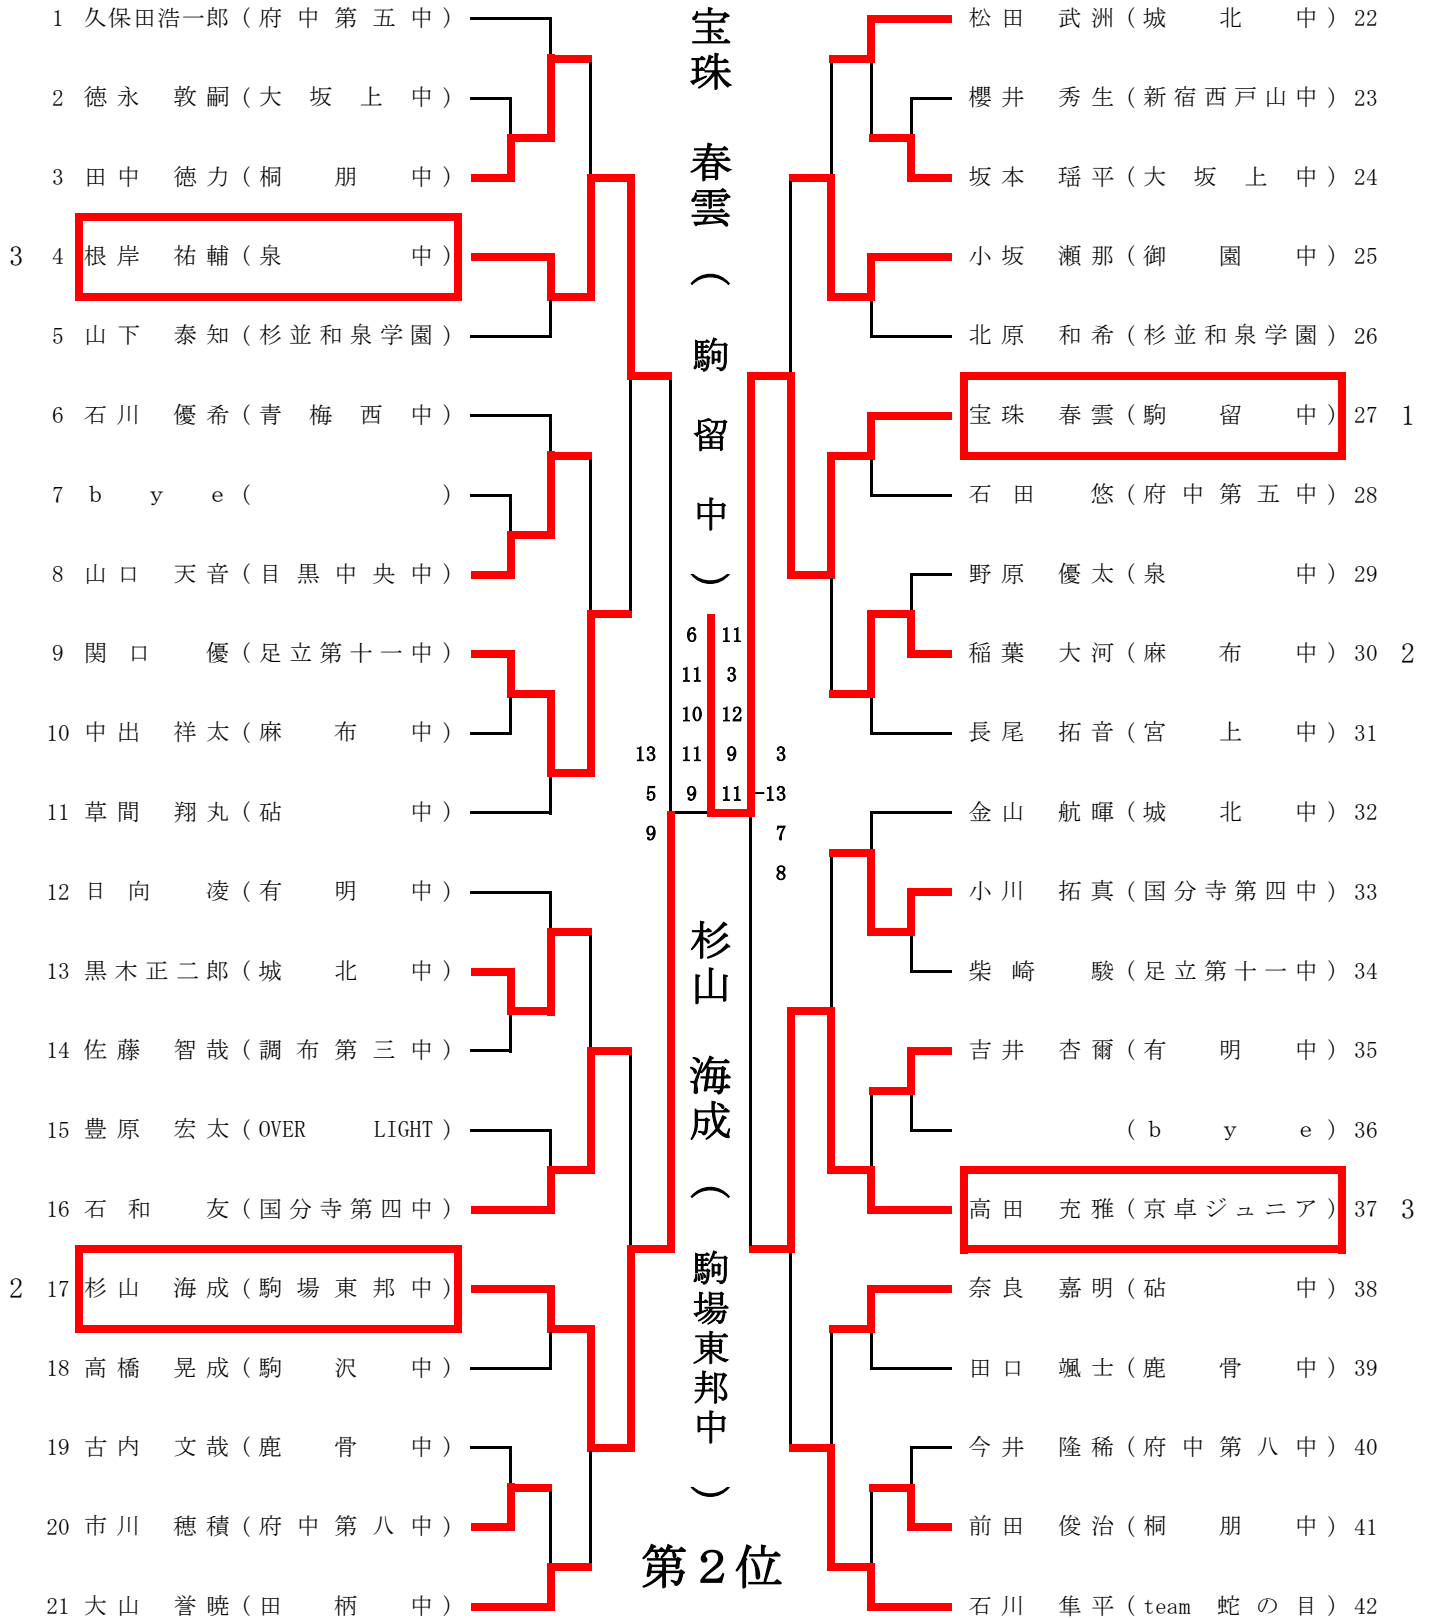 1 久保田浩一郎 (府中第五中)
2 徳永 敦嗣 (大坂上中)
3 田中 徳力 (桐朋中)
3 4 根岸 祐輔 (泉中)
5 山下 泰知 (杉並和泉学園)
6 石川 優希 (青梅西中)
7 bye ( )
8 山口 天音 (目黒中央中)
9 関口 優 (足立第十一中)
10 中出 祥太 (麻布中)
11 草間 翔丸 (砧中)
12 日向 凌 (有明中)
13 黒木正二郎 (城北中)
14 佐藤 智哉 (調布第三中)
15 豊原 宏太 (OVER LIGHT)
16 石和 友 (国分寺第四中)
2 17 杉山 海成 (駒場東邦中)
18 高橋 晃成 (駒沢中)
19 古内 文哉 (鹿骨中)
20 市川 穂積 (府中第八中)
21 大山 誉暁 (田柄中)
宝珠 春雲 (駒留中)
6 11
11 3
10 12
13 11 9 3
5 9 11 -13
9 7
8
杉山 海成 (駒場東邦中)
第2位
松田 武洲 (城北中) 22
櫻井 秀生 (新宿西戸山中) 23
坂本 瑶平 (大坂上中) 24
小坂 瀬那 (御園中) 25
北原 和希 (杉並和泉学園) 26
宝珠 春雲 (駒留中) 27 1
石田 悠 (府中第五中) 28
野原 優太 (泉中) 29
稲葉 大河 (麻布中) 30 2
長尾 拓音 (宮上中) 31
金山 航暉 (城北中) 32
小川 拓真 (国分寺第四中) 33
柴崎 駿 (足立第十一中) 34
吉井 杏爾 (有明中) 35
(bye) 36
高田 充雅 (京卓ジュニア) 37 3
奈良 嘉明 (砧中) 38
田口 颯士 (鹿骨中) 39
今井 隆稀 (府中第八中) 40
前田 俊治 (桐朋中) 41
石川 隼平 (team 蛇の目) 42